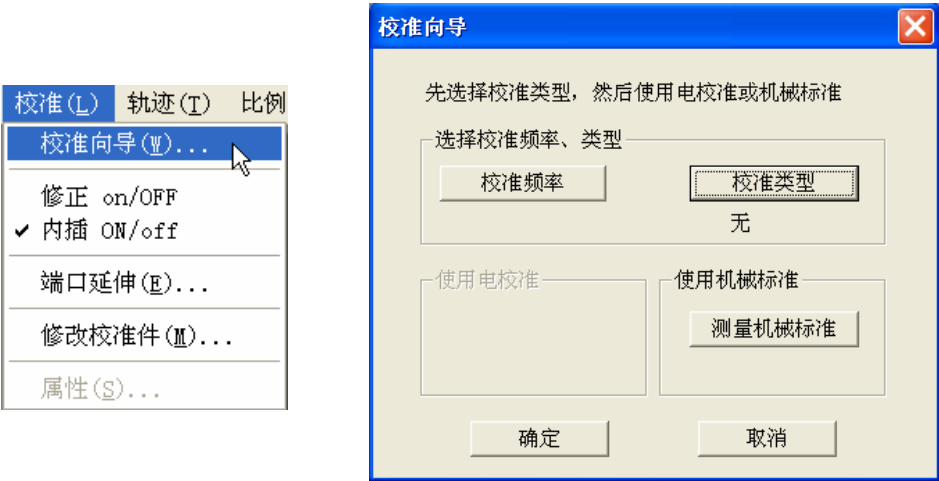 校准(L) 轨迹(T) 比例
校准向导(W)...
修正 on/OFF
✓ 内插 ON/off
端口延伸(E)...
修改校准件(M)...
属性(S)...
校准向导
先选择校准类型，然后使用电校准或机械标准
选择校准频率、类型
校准频率 校准类型
无
使用电校准 使用机械标准
测量机械标准
确定 取消